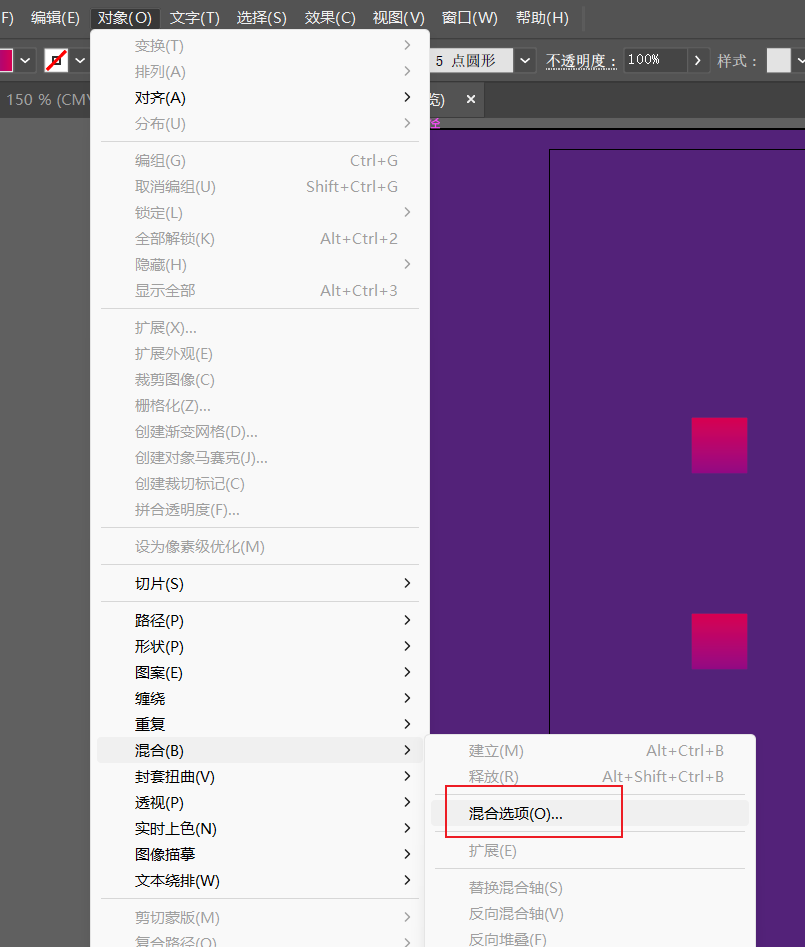 F) 编辑(E) 对象(O) 文字(T) 选择(S) 效果(C) 视图(V) 窗口(W) 帮助(H)
5 点圆形 不透明度: 100% 样式:
150 % (CMY 览) ×
径
变换(T)
排列(A)
对齐(A)
分布(U)
编组(G) Ctrl+G
取消编组(U) Shift+Ctrl+G
锁定(L)
全部解锁(K) Alt+Ctrl+2
隐藏(H)
显示全部 Alt+Ctrl+3
扩展(X)...
扩展外观(E)
裁剪图像(C)
栅格化(Z)...
创建渐变网格(D)...
创建对象马赛克(J)...
创建裁切标记(C)
拼合透明度(F)...
设为像素级优化(M)
切片(S)
路径(P)
形状(P)
图案(E)
缠绕
重复
混合(B)
封套扭曲(V)
透视(P)
实时上色(N)
图像描摹
文本绕排(W)
剪切蒙版(M)
复合路径(O)
建立(M) Alt+Ctrl+B
释放(R) Alt+Shift+Ctrl+B
混合选项(O)...
扩展(E)
替换混合轴(S)
反向混合轴(V)
反向堆叠(F)